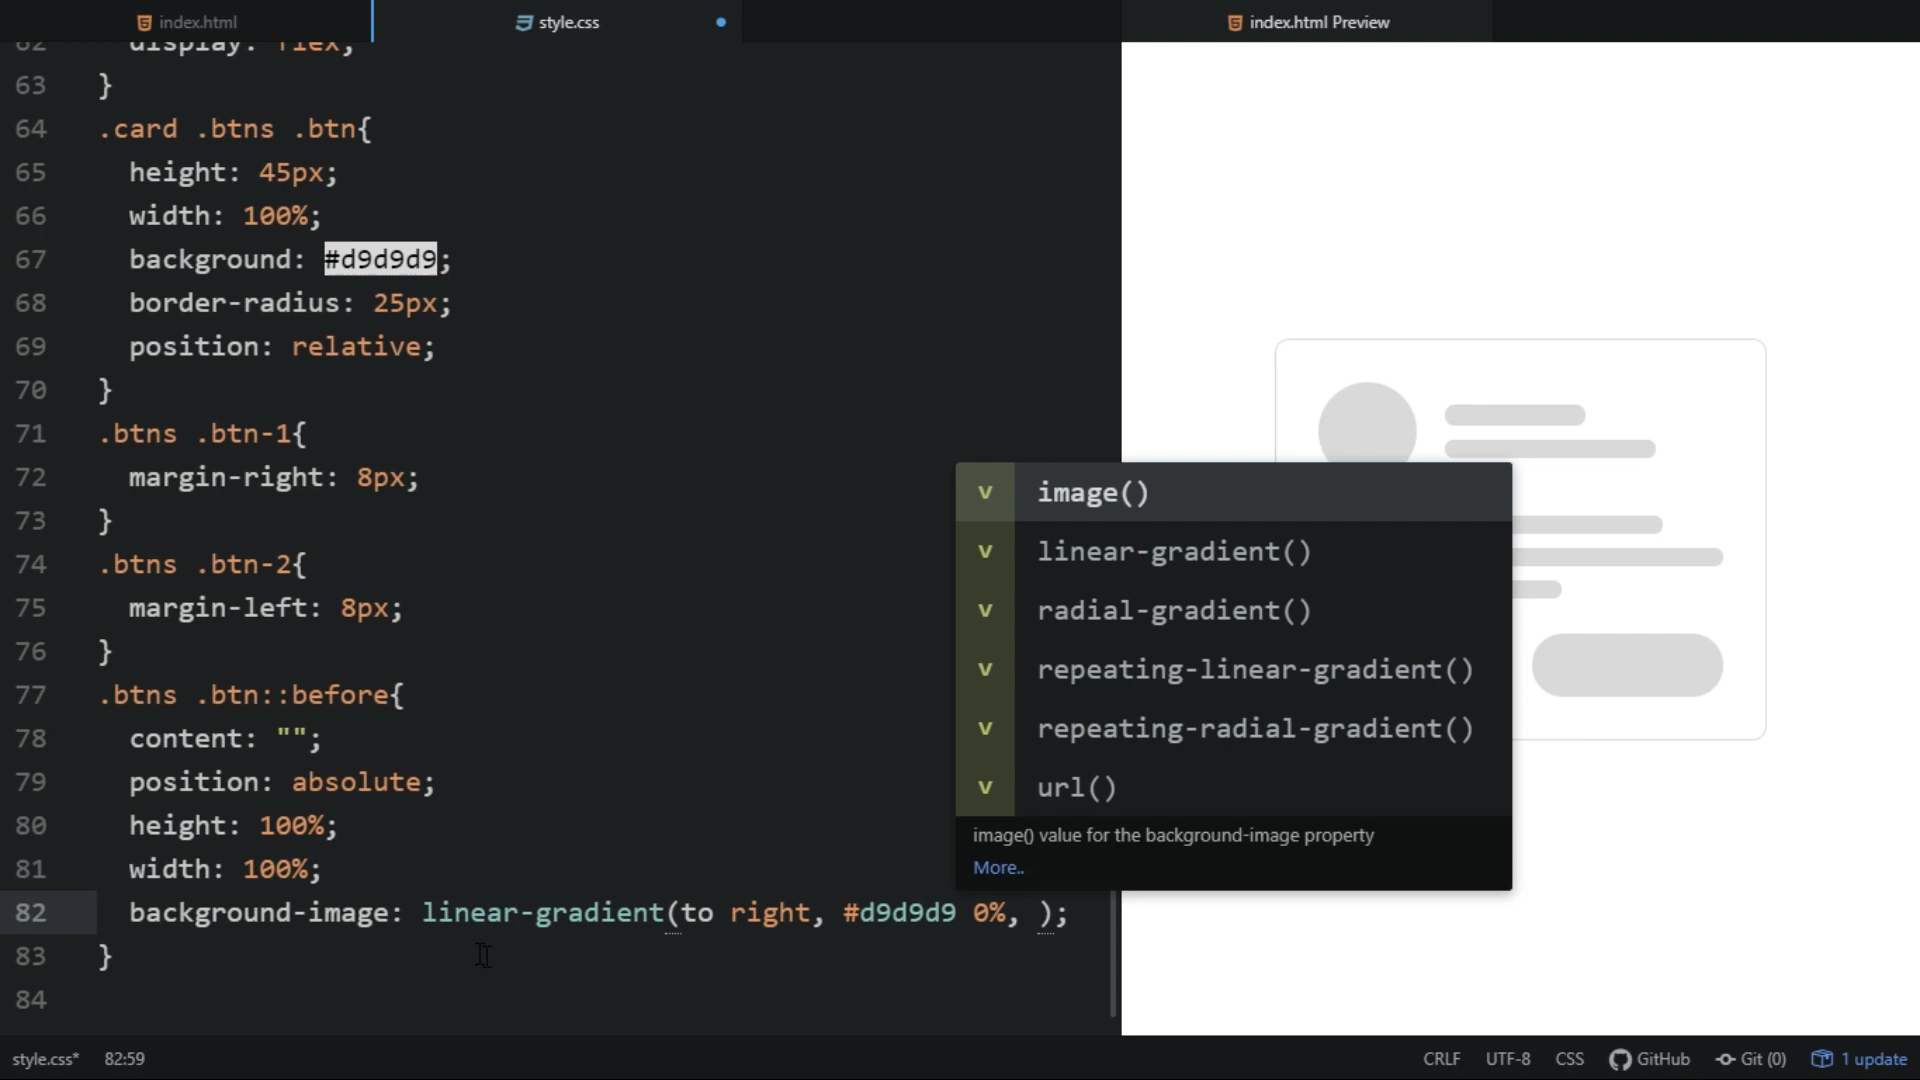 index.html
style.css
index.html Preview
62 display: flex;
63 }
64 .card .btns .btn{
65 height: 45px;
66 width: 100%;
67 background: #d9d9d9;
68 border-radius: 25px;
69 position: relative;
70 }
71 .btns .btn-1{
72 margin-right: 8px;
73 }
74 .btns .btn-2{
75 margin-left: 8px;
76 }
77 .btns .btn::before{
78 content: "";
79 position: absolute;
80 height: 100%;
81 width: 100%;
82 background-image: linear-gradient(to right, #d9d9d9 0%, );
83 }
84
v image()
v linear-gradient()
v radial-gradient()
v repeating-linear-gradient()
v repeating-radial-gradient()
v url()
image() value for the background-image property
More..
style.css* 82:59 CRLF UTF-8 CSS GitHub Git (0) 1 update